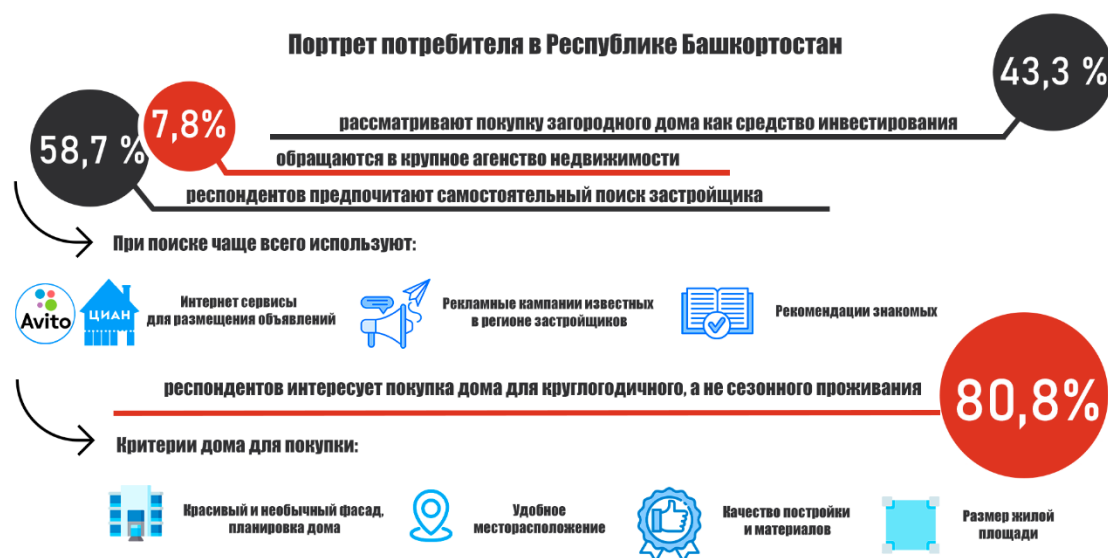 Портрет потребителя в Республике Башкортостан
43,3 %
рассматривают покупку загородного дома как средство инвестирования
7,8%
обращаются в крупное агенство недвижимости
58,7 %
респондентов предпочитают самостоятельный поиск застройщика
При поиске чаще всего используют:
Avito
ЦИАН
Интернет сервисы
для размещения объявлений
Рекламные кампании известных
в регионе застройщиков
Рекомендации знакомых
респондентов интересует покупка дома для круглогодичного, а не сезонного проживания
80,8%
Критерии дома для покупки:
Красивый и необычный фасад,
планировка дома
Удобное
месторасположение
Качество постройки
и материалов
Размер жилой
площади